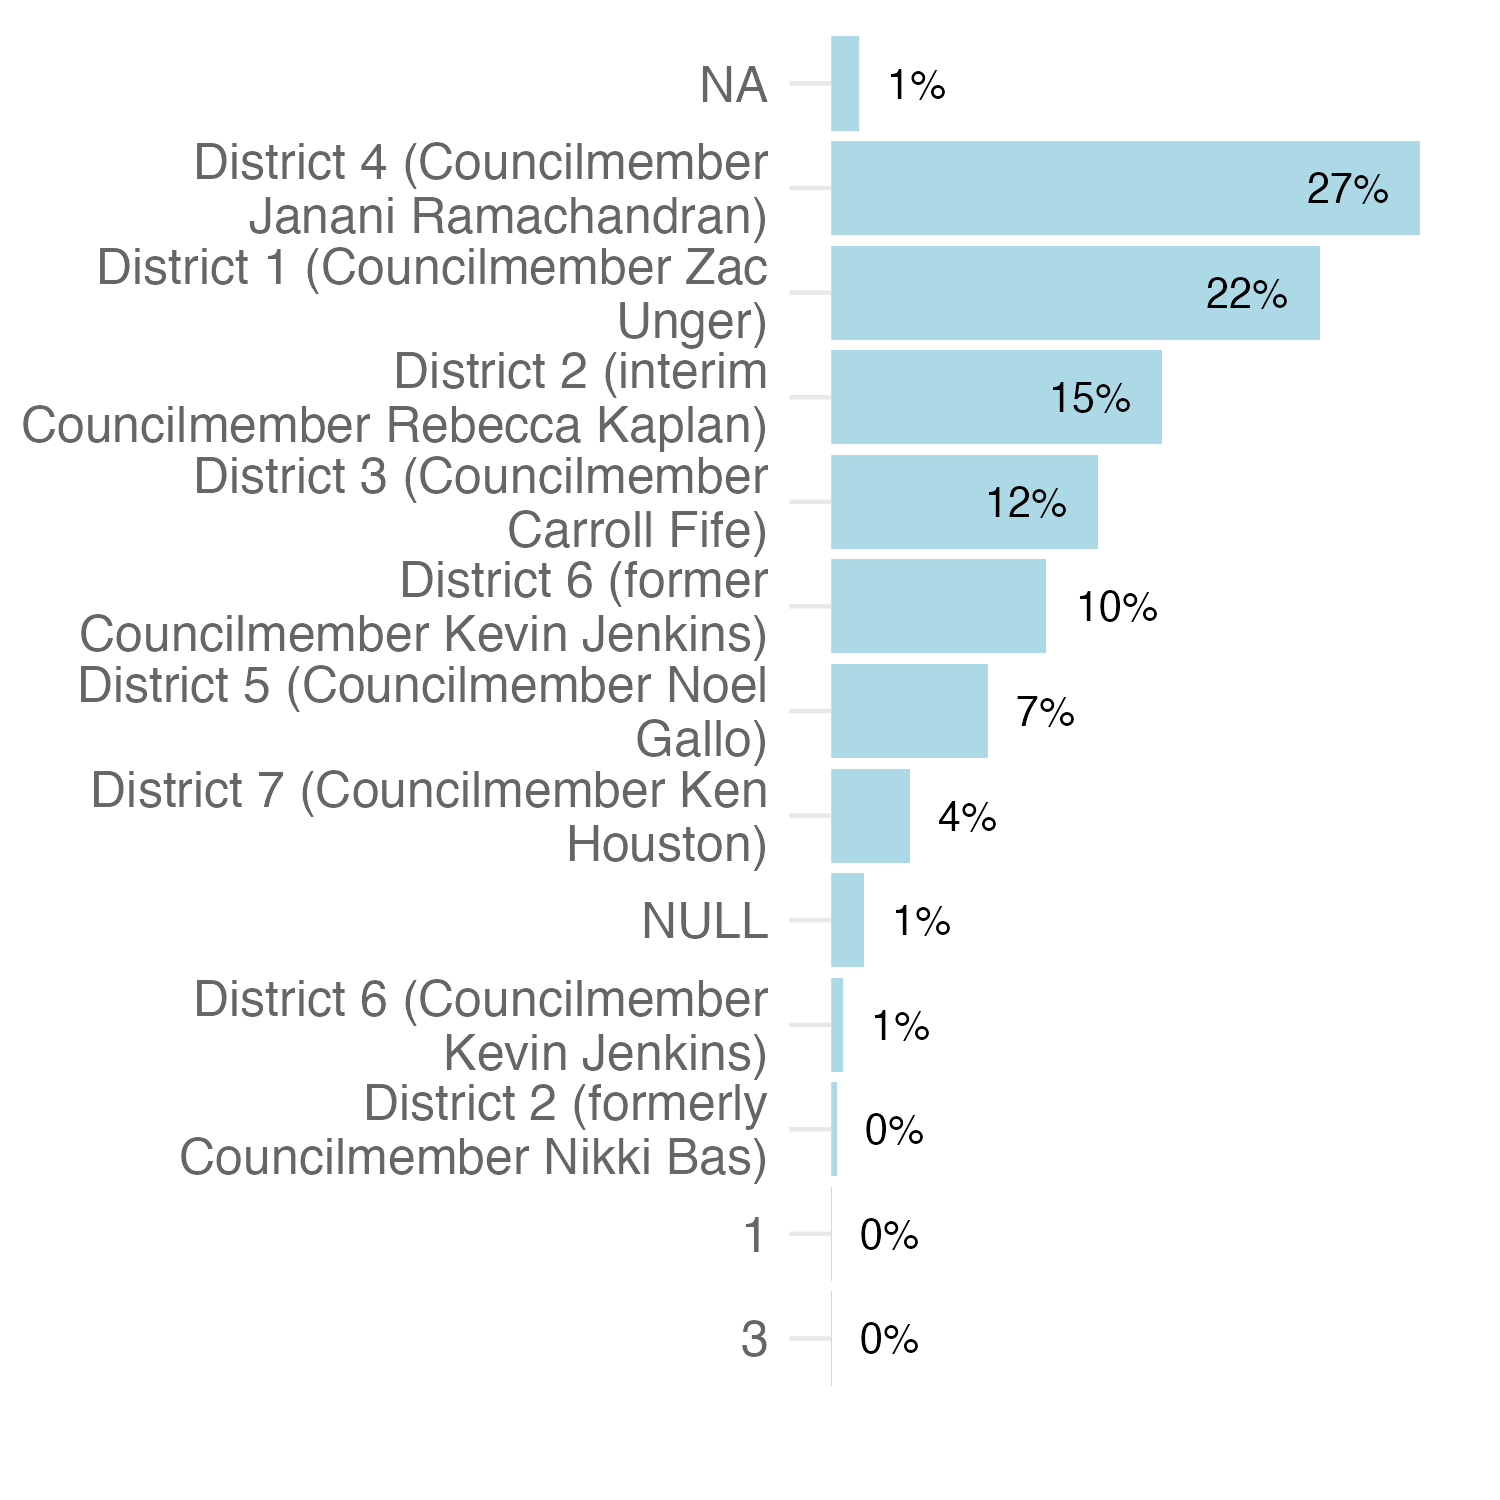 NA
1%
District 4 (Councilmember
Janani Ramachandran)
27%
District 1 (Councilmember Zac
Unger)
22%
District 2 (interim
Councilmember Rebecca Kaplan)
15%
District 3 (Councilmember
Carroll Fife)
12%
District 6 (former
Councilmember Kevin Jenkins)
10%
District 5 (Councilmember Noel
Gallo)
7%
District 7 (Councilmember Ken
Houston)
4%
NULL
1%
District 6 (Councilmember
Kevin Jenkins)
1%
District 2 (formerly
Councilmember Nikki Bas)
0%
1
0%
3
0%